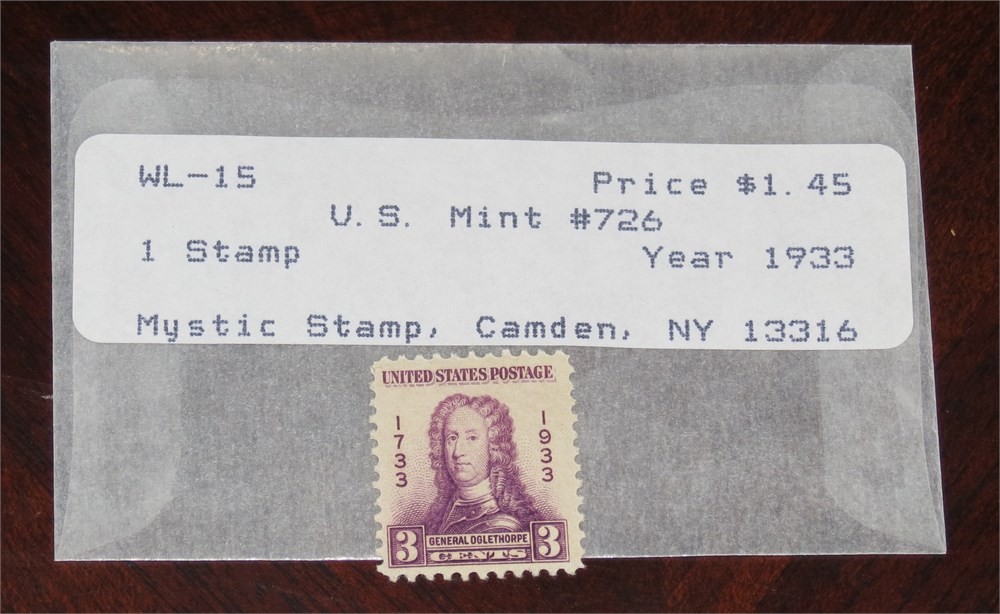 WL-15 Price $1.45
U.S. Mint #726
1 Stamp Year 1933
Mystic Stamp, Camden, NY 13316
UNITED STATES POSTAGE
1733 1933
GENERAL OGLETHORPE
3 CENTS 3